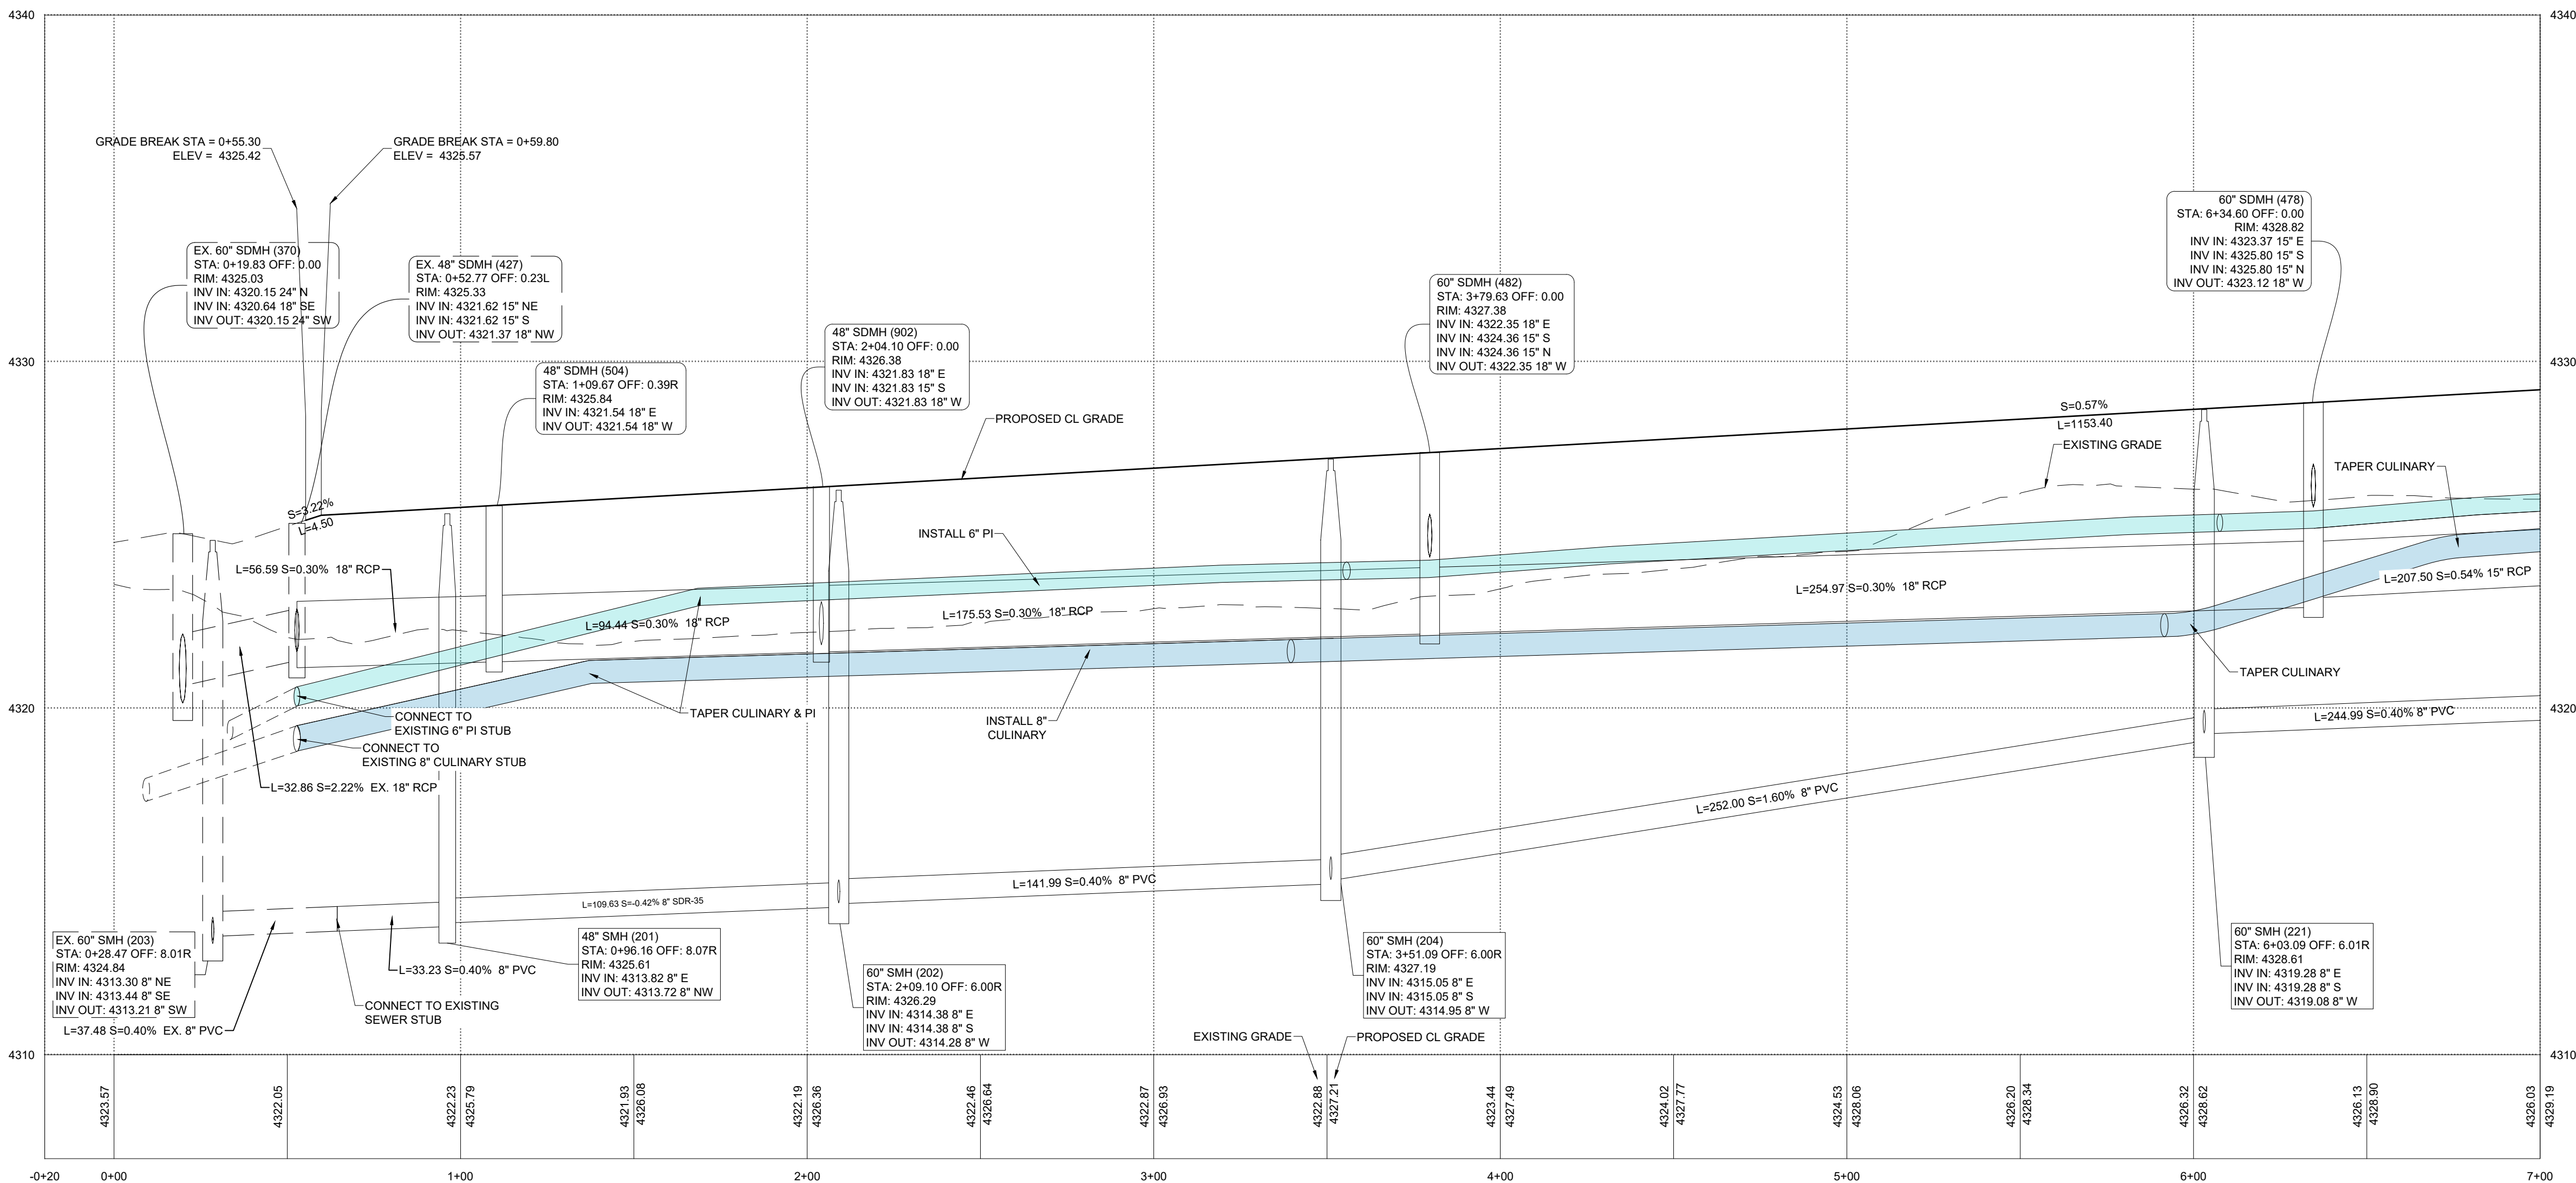 4340
4340
GRADE BREAK STA = 0+55.30
ELEV = 4325.42
GRADE BREAK STA = 0+59.80
ELEV = 4325.57
EX. 60" SDMH (370)
STA: 0+19.83 OFF: 0.00
RIM: 4325.03
INV IN: 4320.15 24" N
INV IN: 4320.64 18" SE
INV OUT: 4320.15 24" SW
EX. 48" SDMH (427)
STA: 0+52.77 OFF: 0.23L
RIM: 4325.33
INV IN: 4321.62 15" NE
INV IN: 4321.62 15" S
INV OUT: 4321.37 18" NW
48" SDMH (504)
STA: 1+09.67 OFF: 0.39R
RIM: 4325.84
INV IN: 4321.54 18" E
INV OUT: 4321.54 18" W
48" SDMH (902)
STA: 2+04.10 OFF: 0.00
RIM: 4326.38
INV IN: 4321.83 18" E
INV IN: 4321.83 15" S
INV OUT: 4321.83 18" W
60" SDMH (482)
STA: 3+79.63 OFF: 0.00
RIM: 4327.38
INV IN: 4322.35 18" E
INV IN: 4324.36 15" S
INV IN: 4324.36 15" N
INV OUT: 4322.35 18" W
60" SDMH (478)
STA: 6+34.60 OFF: 0.00
RIM: 4328.82
INV IN: 4323.37 15" E
INV IN: 4325.80 15" S
INV IN: 4325.80 15" N
INV OUT: 4323.12 18" W
4330
4330
PROPOSED CL GRADE
S=0.57%
L=1153.40
EXISTING GRADE
TAPER CULINARY
S=3.22%
L=4.50
INSTALL 6" PI
L=56.59 S=0.30% 18" RCP
L=94.44 S=0.30% 18" RCP
L=175.53 S=0.30% 18" RCP
L=254.97 S=0.30% 18" RCP
L=207.50 S=0.54% 15" RCP
TAPER CULINARY
4320
4320
CONNECT TO
EXISTING 6" PI STUB
CONNECT TO
EXISTING 8" CULINARY STUB
TAPER CULINARY & PI
INSTALL 8"
CULINARY
L=244.99 S=0.40% 8" PVC
L=32.86 S=2.22% EX. 18" RCP
L=252.00 S=1.60% 8" PVC
L=109.63 S=-0.42% 8" SDR-35
L=141.99 S=0.40% 8" PVC
EX. 60" SMH (203)
STA: 0+28.47 OFF: 8.01R
RIM: 4324.84
INV IN: 4313.30 8" NE
INV IN: 4313.44 8" SE
INV OUT: 4313.21 8" SW
L=37.48 S=0.40% EX. 8" PVC
L=33.23 S=0.40% 8" PVC
CONNECT TO EXISTING
SEWER STUB
48" SMH (201)
STA: 0+96.16 OFF: 8.07R
RIM: 4325.61
INV IN: 4313.82 8" E
INV OUT: 4313.72 8" NW
60" SMH (202)
STA: 2+09.10 OFF: 6.00R
RIM: 4326.29
INV IN: 4314.38 8" E
INV IN: 4314.38 8" S
INV OUT: 4314.28 8" W
60" SMH (204)
STA: 3+51.09 OFF: 6.00R
RIM: 4327.19
INV IN: 4315.05 8" E
INV IN: 4315.05 8" S
INV OUT: 4314.95 8" W
60" SMH (221)
STA: 6+03.09 OFF: 6.01R
RIM: 4328.61
INV IN: 4319.28 8" E
INV IN: 4319.28 8" S
INV OUT: 4319.08 8" W
EXISTING GRADE
PROPOSED CL GRADE
4310
4310
4323.57
4322.05
4322.23
4325.79
4321.93
4326.08
4322.19
4326.36
4322.46
4326.64
4322.87
4326.93
4322.88
4327.21
4323.44
4327.49
4324.02
4327.77
4324.53
4328.06
4326.20
4328.34
4326.32
4328.62
4326.13
4328.90
4326.03
4329.19
-0+20
0+00
1+00
2+00
3+00
4+00
5+00
6+00
7+00